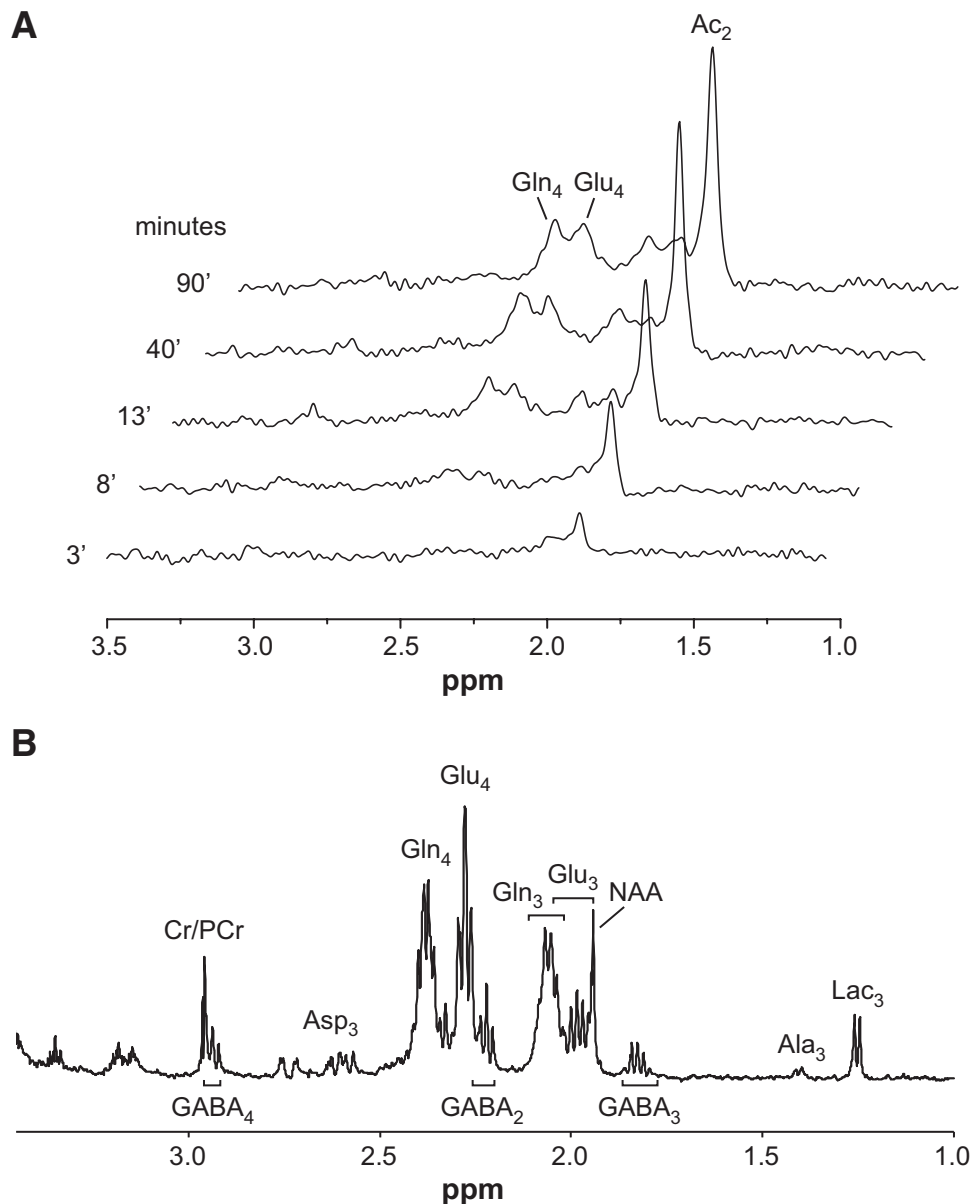 A
Ac₂
Gln₄ Glu₄
minutes
90’
40’
13’
8’
3’
3.5 3.0 2.5 2.0 1.5 1.0
ppm
B
Glu₄
Gln₄
Glu₃
Gln₃ NAA
Cr/PCr
Asp₃
Lac₃
Ala₃
GABA₄ GABA₂ GABA₃
3.0 2.5 2.0 1.5 1.0
ppm